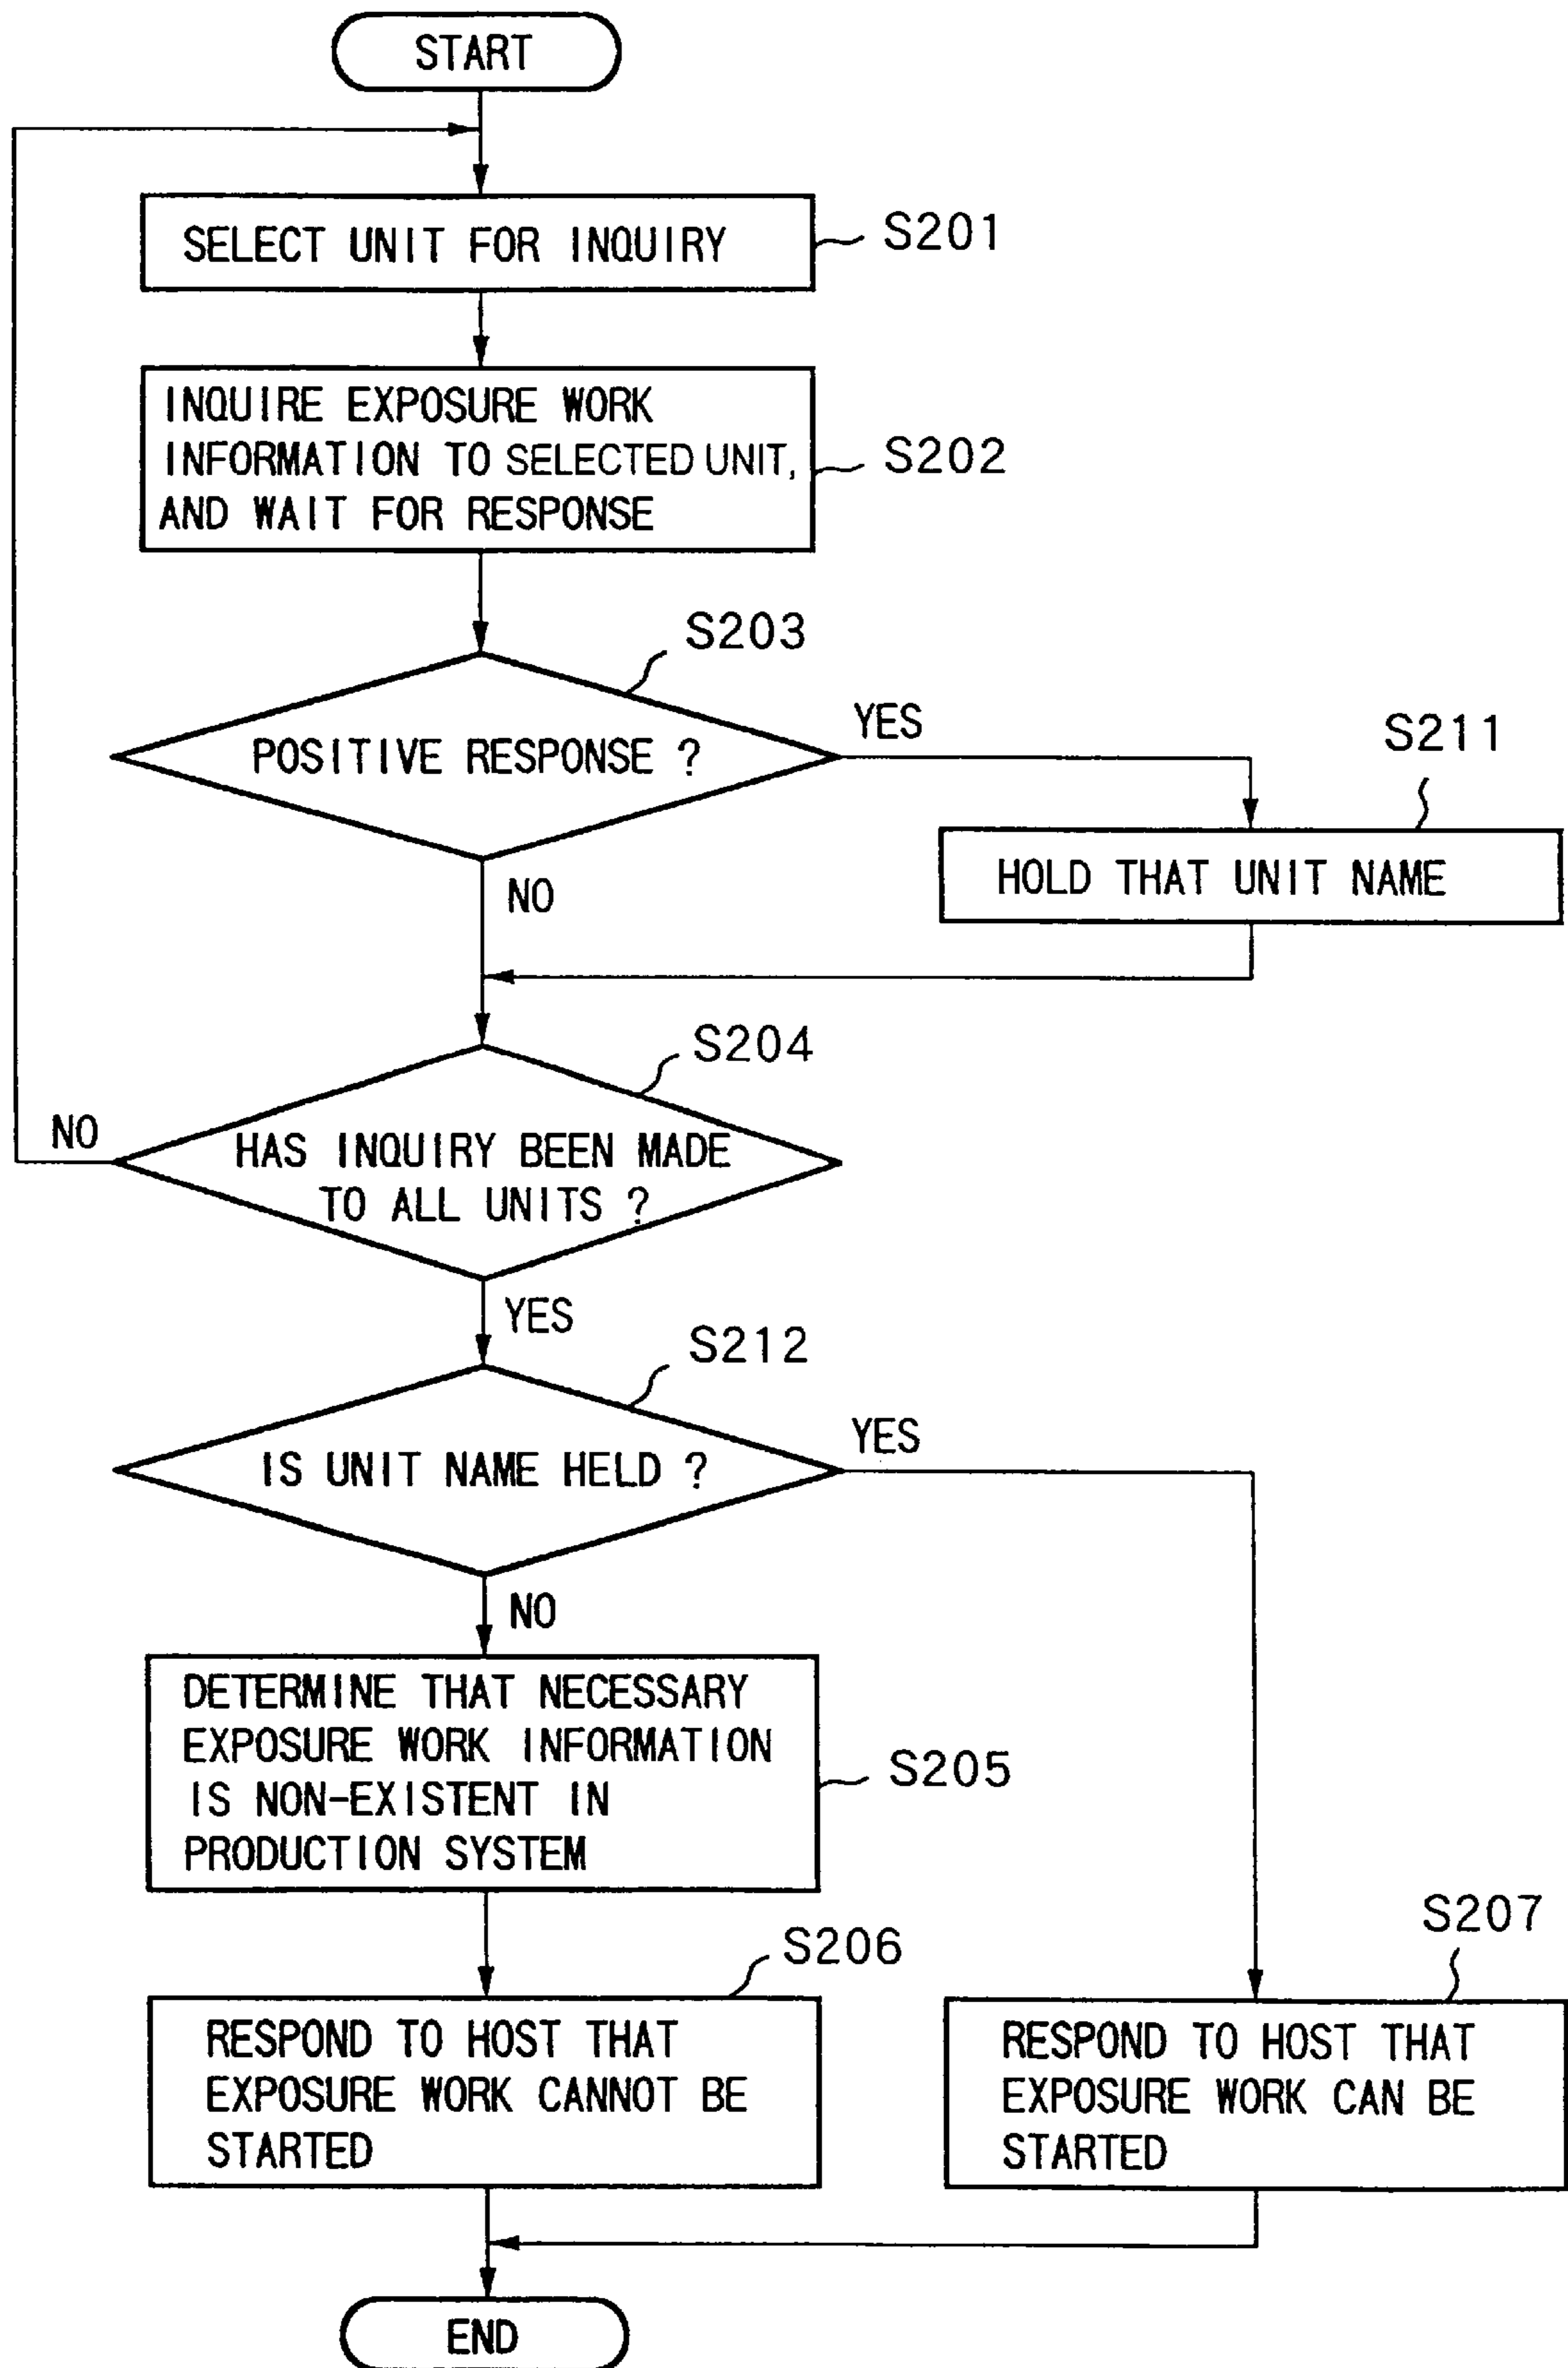 START
SELECT UNIT FOR INQUIRY
S201
INQUIRE EXPOSURE WORK
INFORMATION TO SELECTED UNIT,
AND WAIT FOR RESPONSE
S202
S203
POSITIVE RESPONSE ?
YES
S211
HOLD THAT UNIT NAME
NO
S204
NO
HAS INQUIRY BEEN MADE
TO ALL UNITS ?
YES
S212
IS UNIT NAME HELD ?
YES
NO
DETERMINE THAT NECESSARY
EXPOSURE WORK INFORMATION
IS NON-EXISTENT IN
PRODUCTION SYSTEM
S205
S206
RESPOND TO HOST THAT
EXPOSURE WORK CANNOT BE
STARTED
S207
RESPOND TO HOST THAT
EXPOSURE WORK CAN BE
STARTED
END